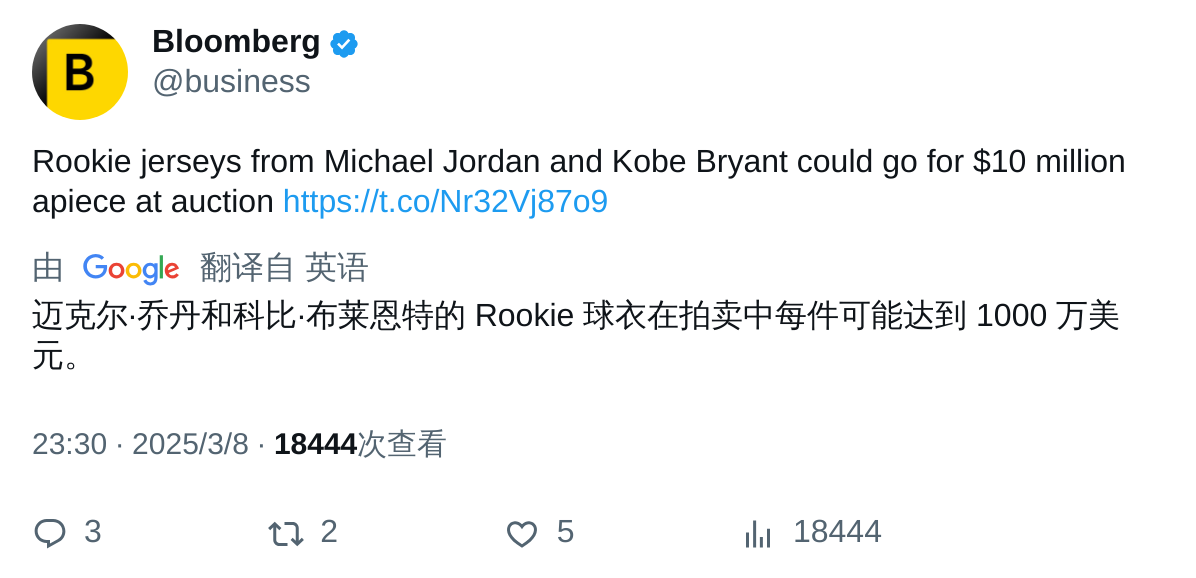 B
Bloomberg
@business
Rookie jerseys from Michael Jordan and Kobe Bryant could go for $10 million
apiece at auction https://t.co/Nr32Vj87o9
由 Google 翻译自 英语
迈克尔·乔丹和科比·布莱恩特的 Rookie 球衣在拍卖中每件可能达到 1000 万美
元。
23:30 · 2025/3/8 · 18444次查看
3 2 5 18444